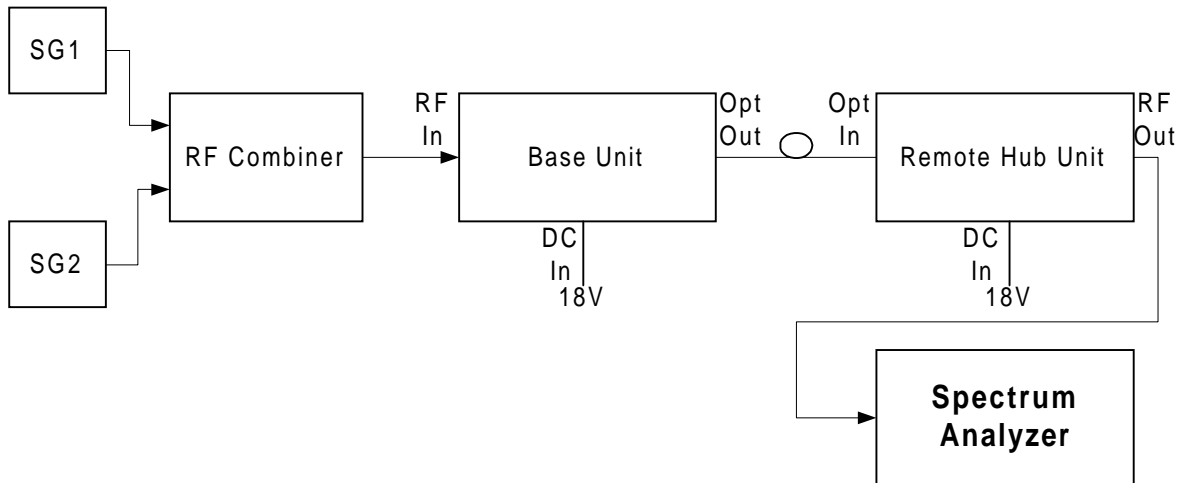 SG1
SG2
RF Combiner
RF
In
Base Unit
Opt
Out
DC
In
18V
Opt
In
Remote Hub Unit
RF
Out
DC
In
18V
Spectrum
Analyzer